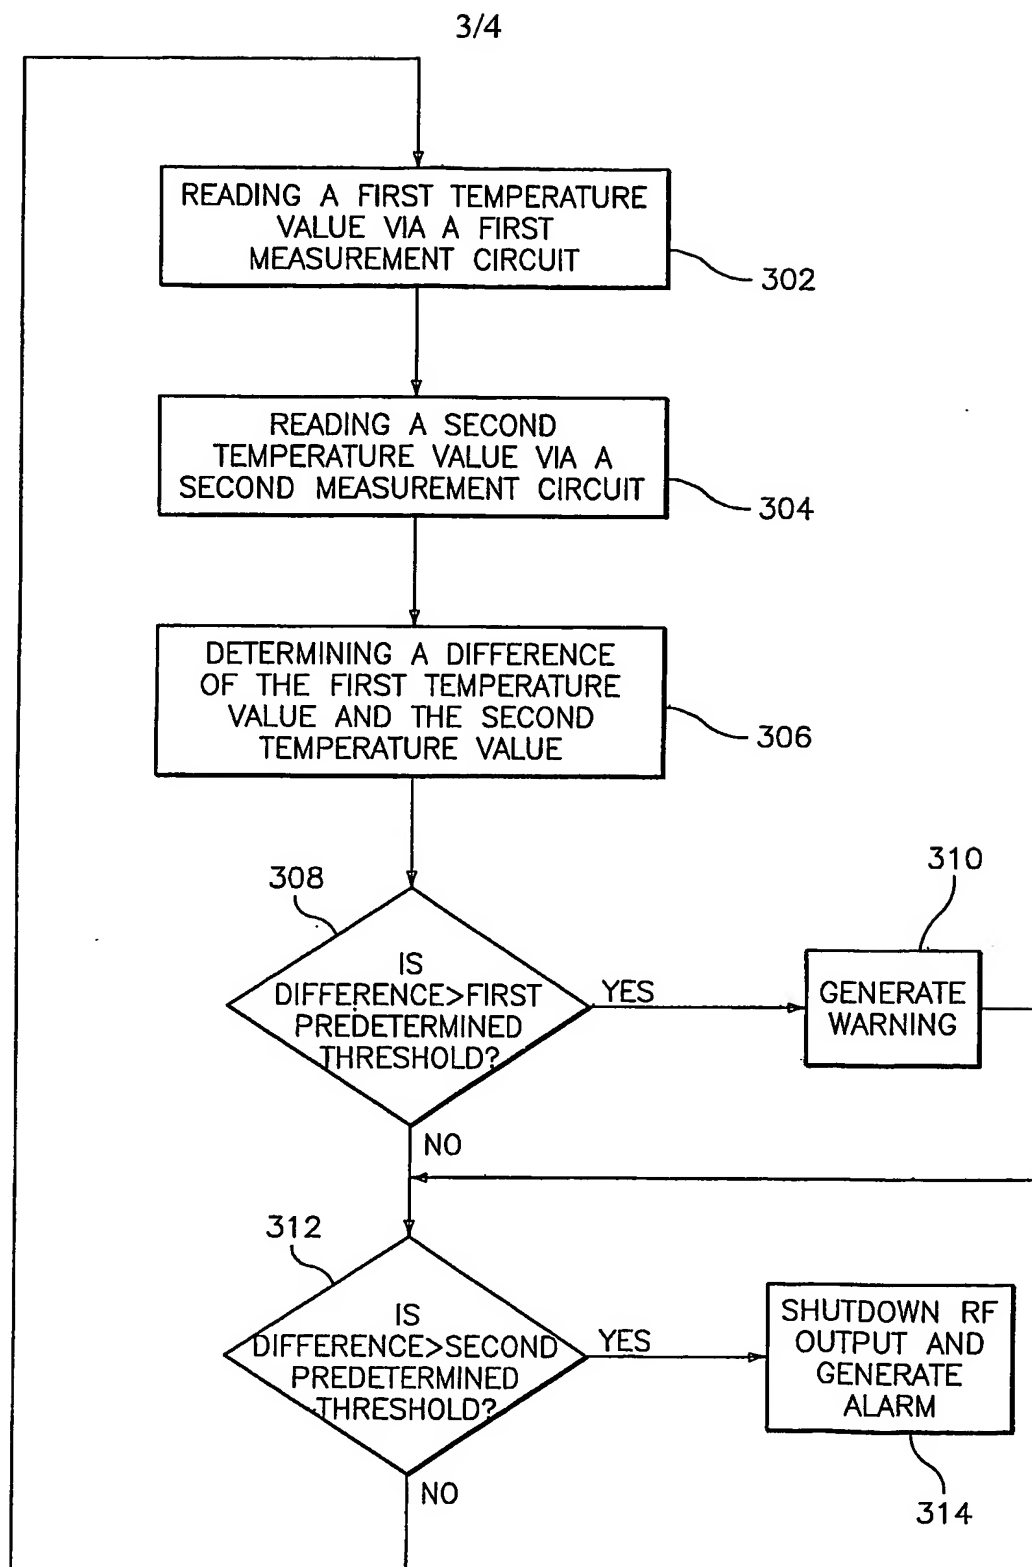 3/4
READING A FIRST TEMPERATURE
VALUE VIA A FIRST
MEASUREMENT CIRCUIT
302
READING A SECOND
TEMPERATURE VALUE VIA A
SECOND MEASUREMENT CIRCUIT
304
DETERMINING A DIFFERENCE
OF THE FIRST TEMPERATURE
VALUE AND THE SECOND
TEMPERATURE VALUE
306
308
IS
DIFFERENCE>FIRST
PREDETERMINED
THRESHOLD?
YES
310
GENERATE
WARNING
NO
312
IS
DIFFERENCE>SECOND
PREDETERMINED
THRESHOLD?
YES
SHUTDOWN RF
OUTPUT AND
GENERATE
ALARM
314
NO